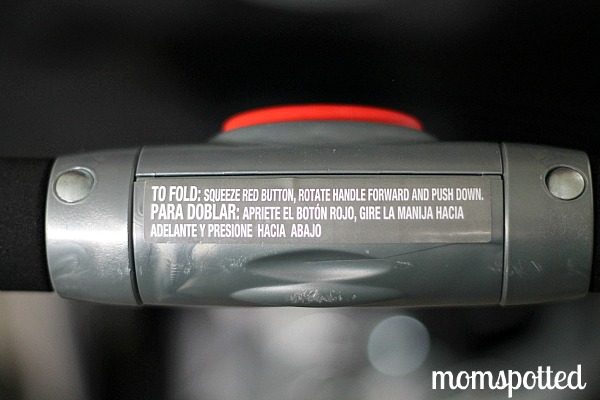 TO FOLD: SQUEEZE RED BUTTON, ROTATE HANDLE FORWARD AND PUSH DOWN.
PARA DOBLAR: APRIETE EL BOTÓN ROJO, GIRE LA MANIJA HACIA
ADELANTE Y PRESIONE HACIA ABAJO
momspotted